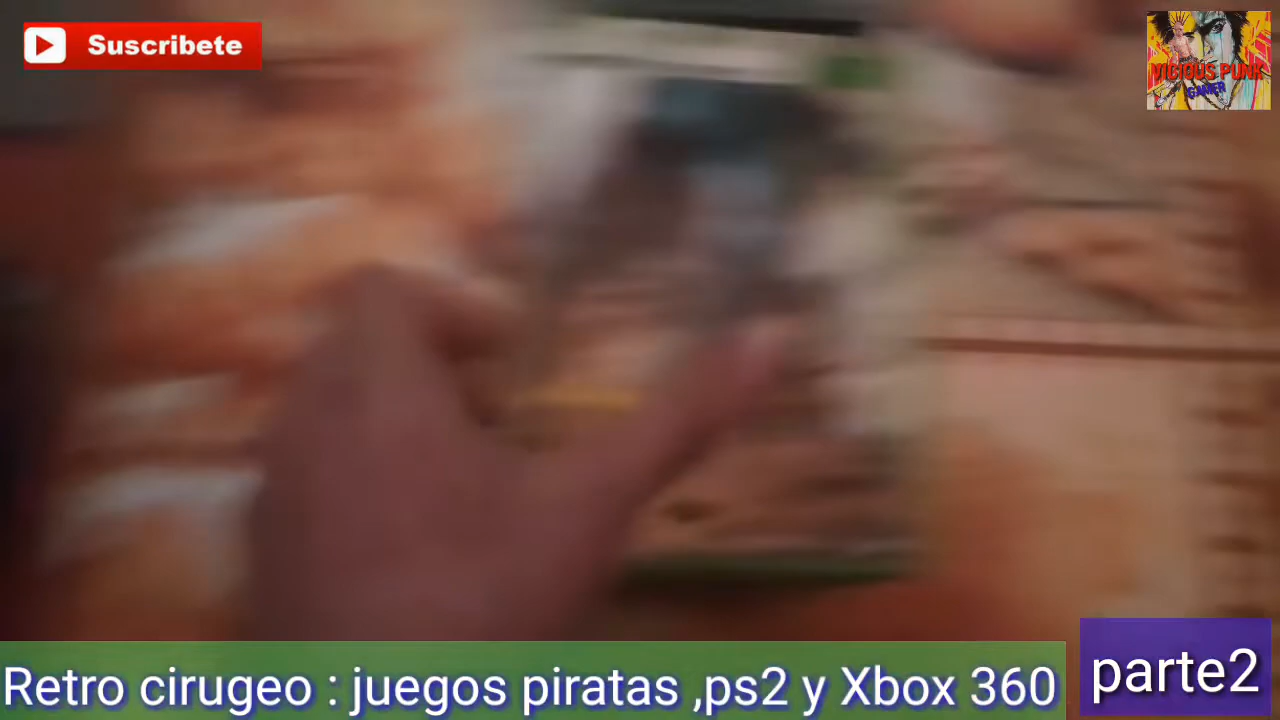 Suscribete
VICIOUS PUNK
GAMER
Retro cirugeo : juegos piratas ,ps2 y Xbox 360
parte2